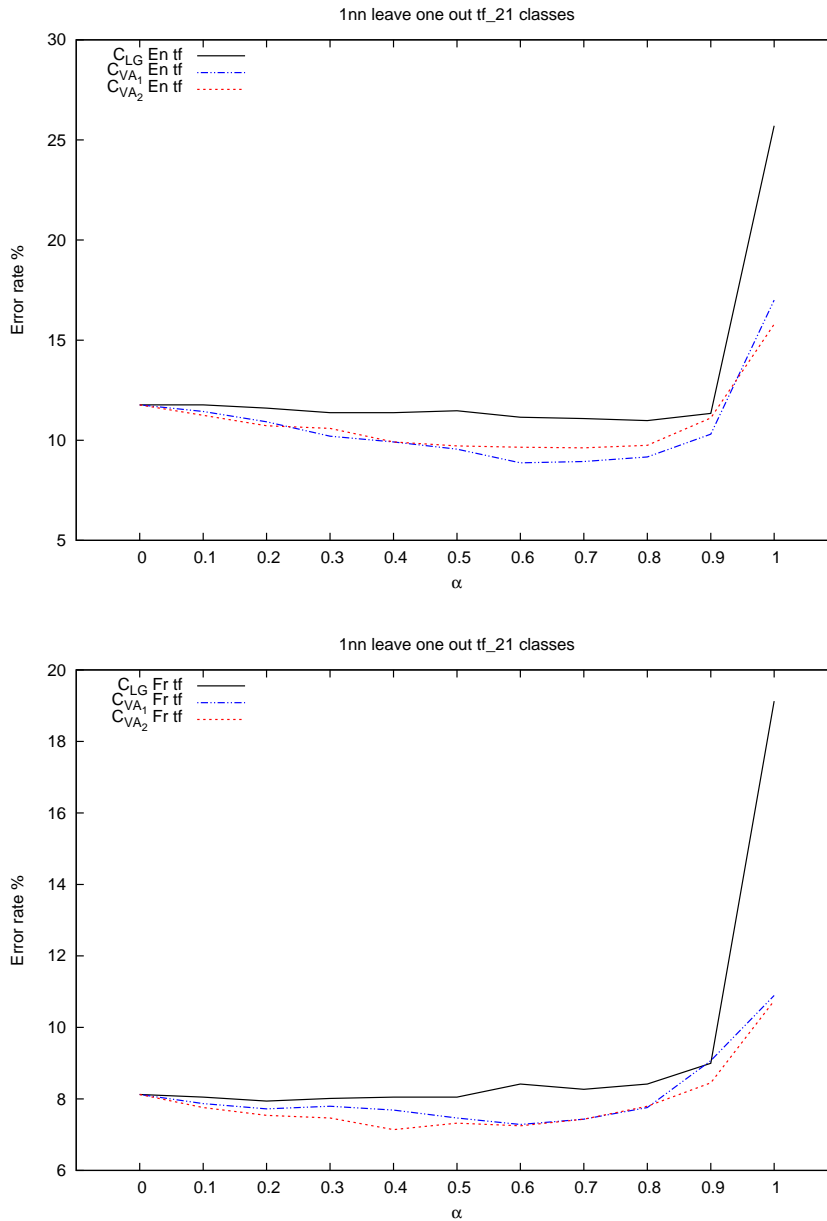 1nn leave one out tf_21 classes
30
C_LG En tf
C_VA_1 En tf
C_VA_2 En tf
25
20
Error rate %
15
10
5
0 0.1 0.2 0.3 0.4 0.5 0.6 0.7 0.8 0.9 1
α
1nn leave one out tf_21 classes
20
C_LG Fr tf
C_VA_1 Fr tf
C_VA_2 Fr tf
18
16
14
Error rate %
12
10
8
6
0 0.1 0.2 0.3 0.4 0.5 0.6 0.7 0.8 0.9 1
α